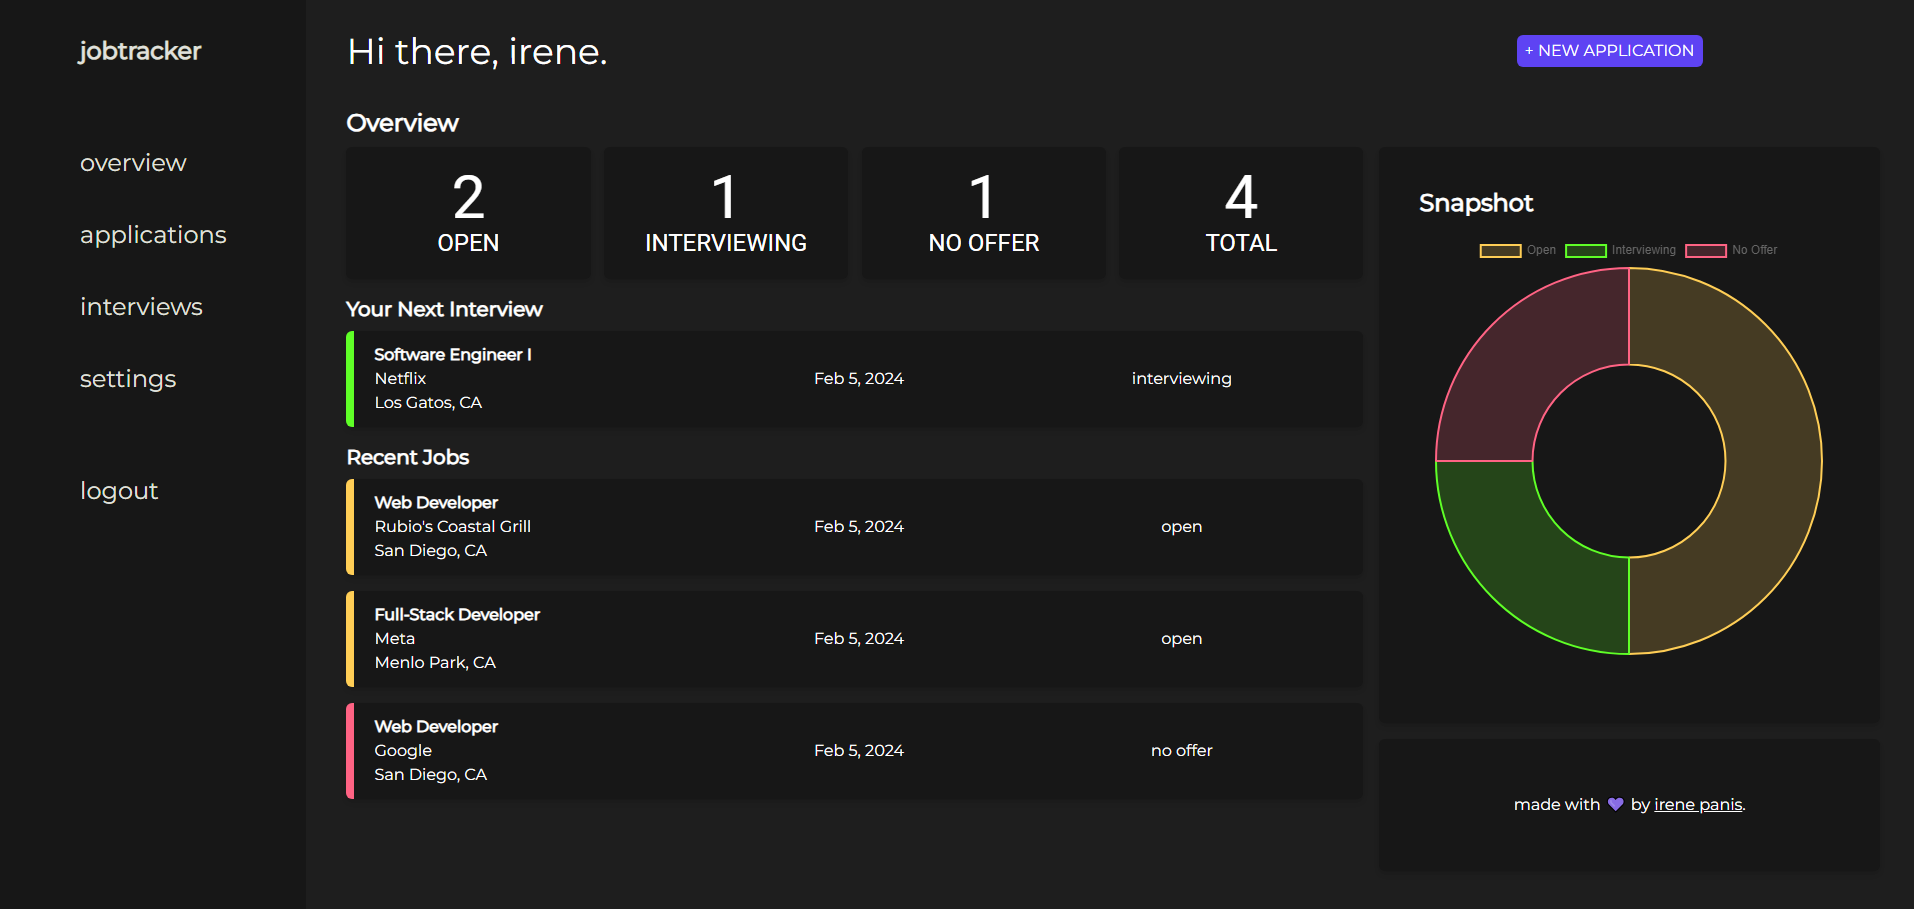 jobtracker
overview
applications
interviews
settings
logout
Hi there, irene.
+ NEW APPLICATION
Overview
2
OPEN
1
INTERVIEWING
1
NO OFFER
4
TOTAL
Your Next Interview
Software Engineer I
Netflix
Los Gatos, CA
Feb 5, 2024
interviewing
Recent Jobs
Web Developer
Rubio's Coastal Grill
San Diego, CA
Feb 5, 2024
open
Full-Stack Developer
Meta
Menlo Park, CA
Feb 5, 2024
open
Web Developer
Google
San Diego, CA
Feb 5, 2024
no offer
Snapshot
Open Interviewing No Offer
made with 💜 by irene panis.